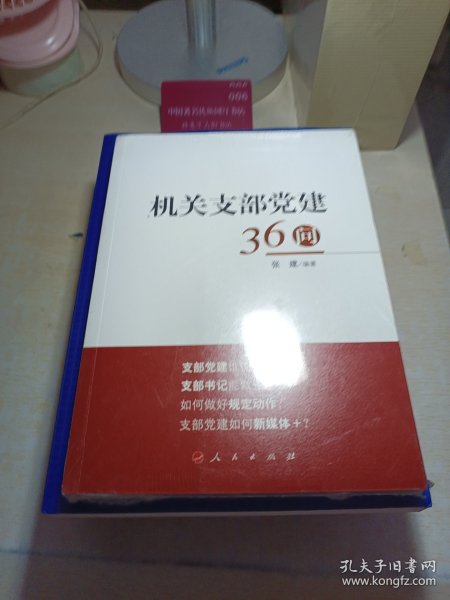 006
机关支部党建
36问
张 建/编著
支部党建
支部书记
如何做好规定动作
支部党建如何新媒体+?
人民出版社
孔夫子旧书网
www.kongfz.com